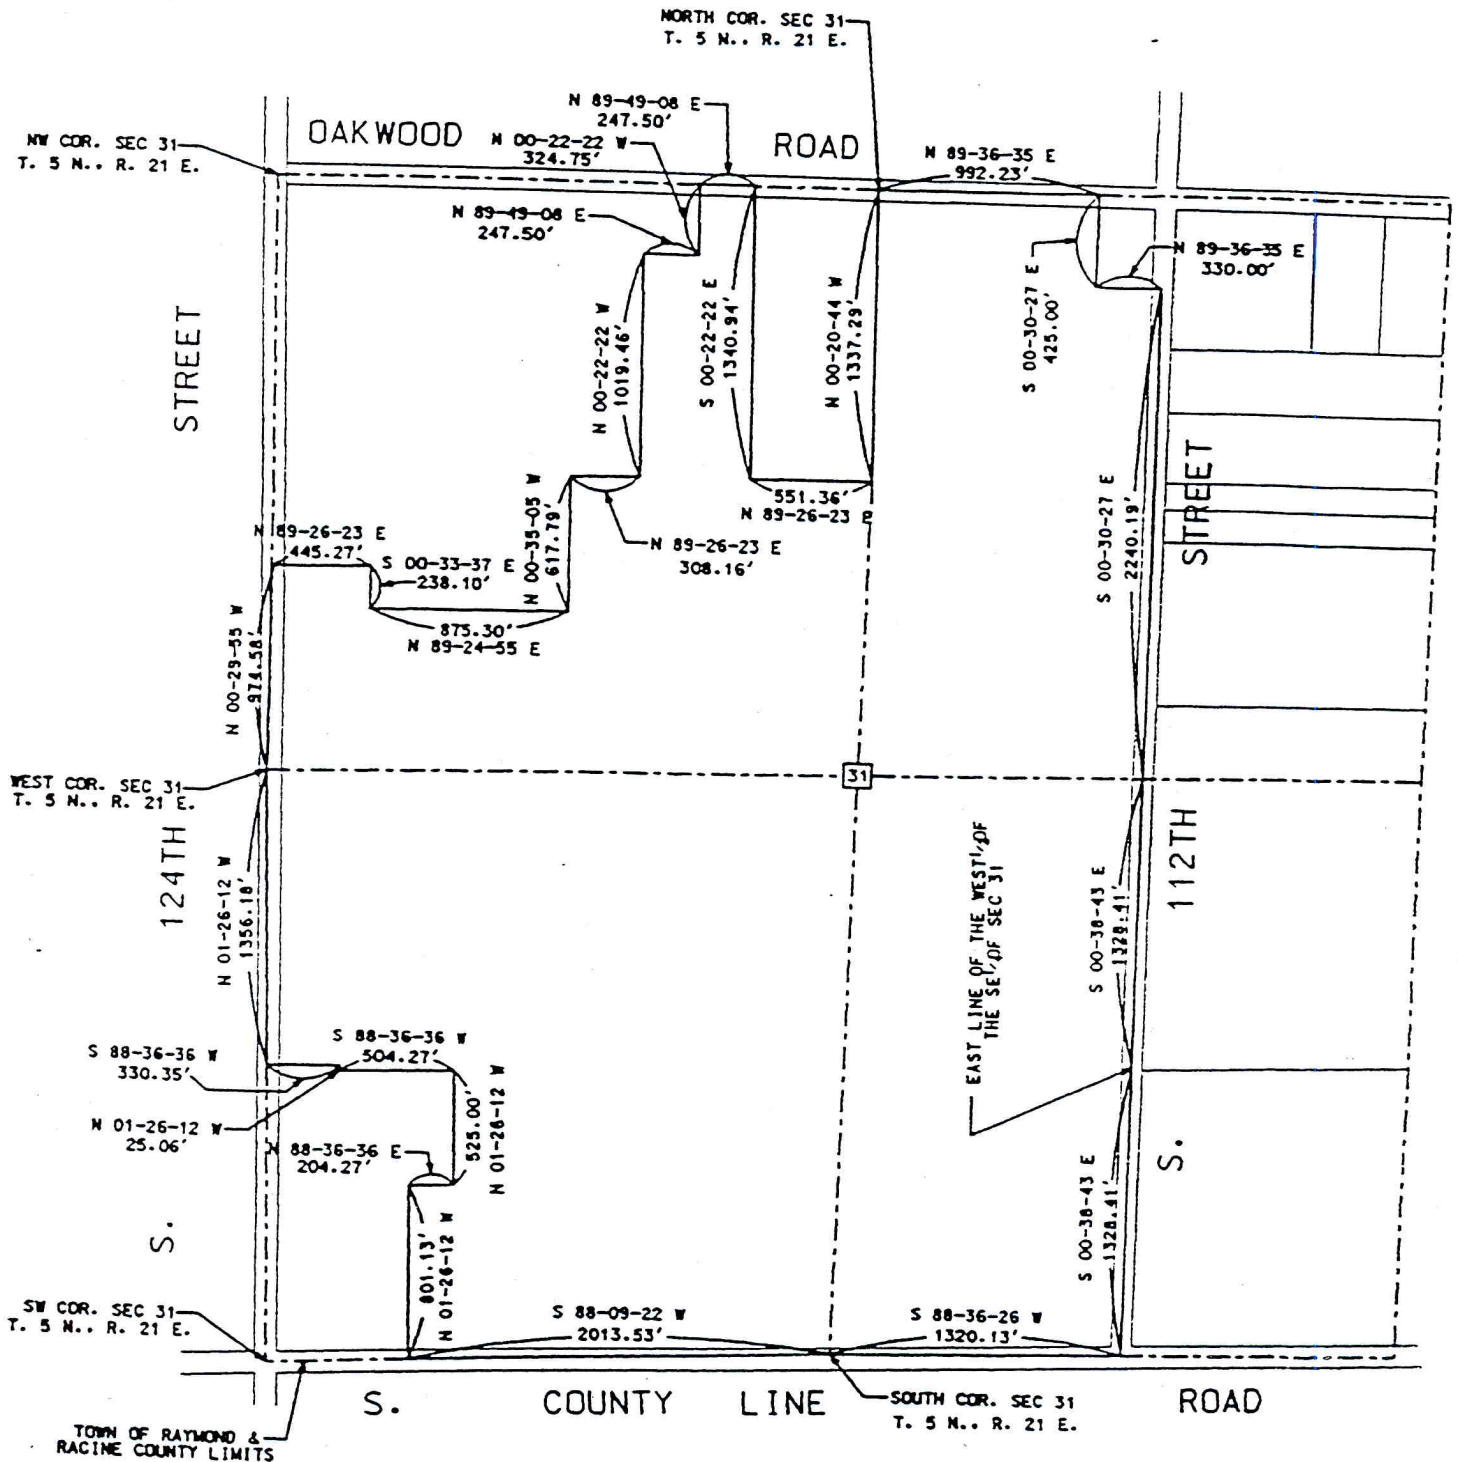 NORTH COR. SEC 31
T. 5 N.. R. 21 E.
N 89-49-08 E
247.50′
OAKWOOD
N 00-22-22 W
324.75′
ROAD
N 89-36-35 E
992.23′
NW COR. SEC 31
T. 5 N.. R. 21 E.
N 89-49-08 E
247.50′
N 89-36-35 E
330.00′
S 00-30-27 E
425.00′
STREET
N 00-22-22 W
1019.46′
S 00-22-22 E
1340.94′
N 00-20-44 W
1337.29′
551.36′
N 89-26-23 E
N 89-26-23 E
445.27′
S 00-33-37 E
238.10′
N 00-35-05 W
617.79′
N 89-26-23 E
308.16′
S 00-30-27 E
2240.19′
STREET
875.30′
N 89-24-55 E
N 00-29-55 W
974.58′
WEST COR. SEC 31
T. 5 N.. R. 21 E.
31
124TH
N 01-26-12 W
1356.18′
EAST LINE OF THE WEST 1/2 OF
THE SE 1/4 OF SEC 31
S 00-38-43 E
1328.41′
112TH
S 88-36-36 W
330.35′
S 88-36-36 W
504.27′
N 01-26-12 W
25.06′
525.00′
N 01-26-12 W
N 88-36-36 E
204.27′
S.
S.
801.13′
N 01-26-12 W
S 00-38-43 E
1328.41′
SW COR. SEC 31
T. 5 N.. R. 21 E.
S 88-09-22 W
2013.53′
S 88-36-26 W
1320.13′
S. COUNTY LINE ROAD
SOUTH COR. SEC 31
T. 5 N.. R. 21 E.
TOWN OF RAYMOND &
RACINE COUNTY LIMITS